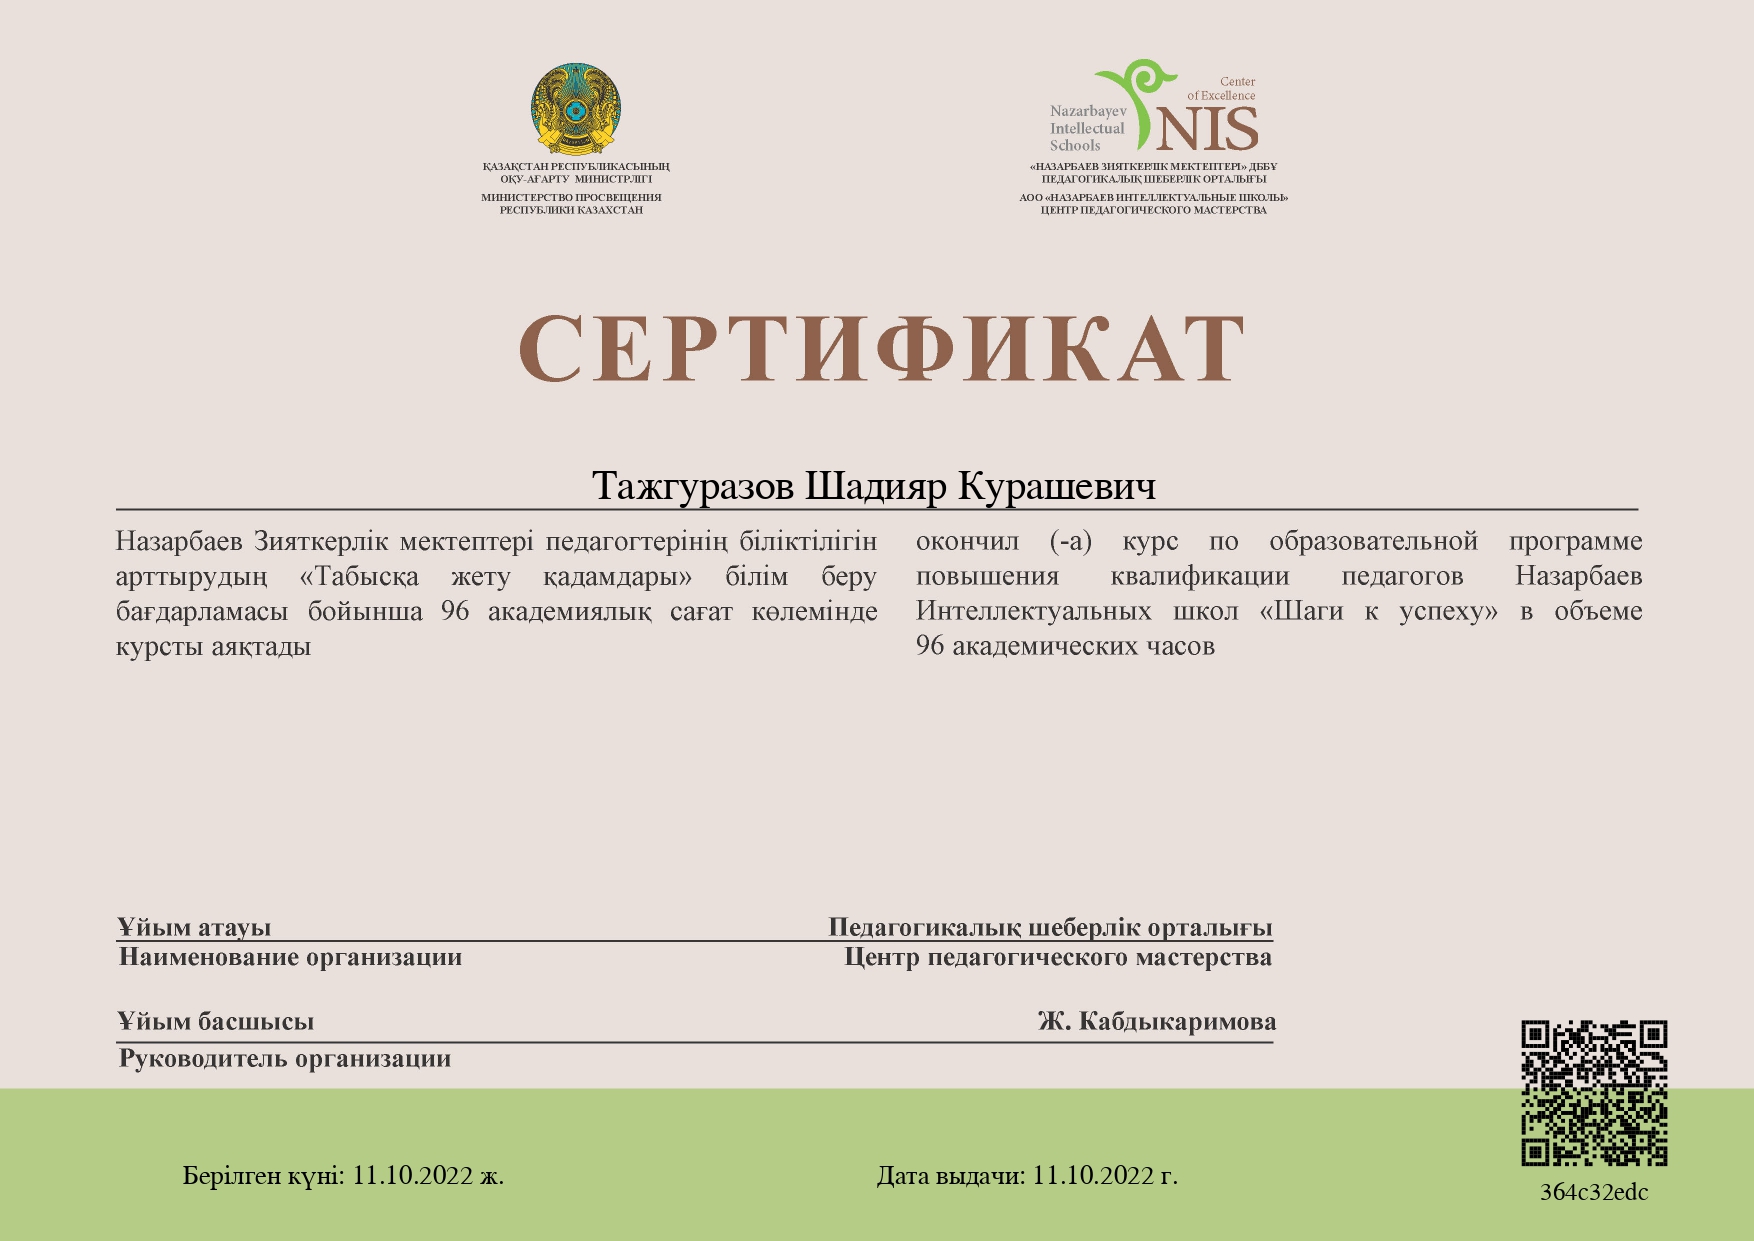 ҚАЗАҚСТАН РЕСПУБЛИКАСЫНЫҢ
ОҚУ-АҒАРТУ МИНИСТРЛІГІ
МИНИСТЕРСТВО ПРОСВЕЩЕНИЯ
РЕСПУБЛИКИ КАЗАХСТАН
Nazarbayev
Intellectual
Schools
Center
of Excellence
NIS
«НАЗАРБАЕВ ЗИЯТКЕРЛІК МЕКТЕПТЕРІ» ДББҰ
ПЕДАГОГИКАЛЫҚ ШЕБЕРЛІК ОРТАЛЫҒЫ
АОО «НАЗАРБАЕВ ИНТЕЛЛЕКТУАЛЬНЫЕ ШКОЛЫ»
ЦЕНТР ПЕДАГОГИЧЕСКОГО МАСТЕРСТВА
СЕРТИФИКАТ
Тажгуразов Шадияр Курашевич
Назарбаев Зияткерлік мектептері педагогтерінің біліктілігін
арттырудың «Табысқа жету қадамдары» білім беру
бағдарламасы бойынша 96 академиялық сағат көлемінде
курсты аяқтады
окончил (-а) курс по образовательной программе
повышения квалификации педагогов Назарбаев
Интеллектуальных школ «Шаги к успеху» в объеме
96 академических часов
Ұйым атауы Педагогикалық шеберлік орталығы
Наименование организации Центр педагогического мастерства
Ұйым басшысы Ж. Кабдыкаримова
Руководитель организации
Берілген күні: 11.10.2022 ж. Дата выдачи: 11.10.2022 г.
364c32edc